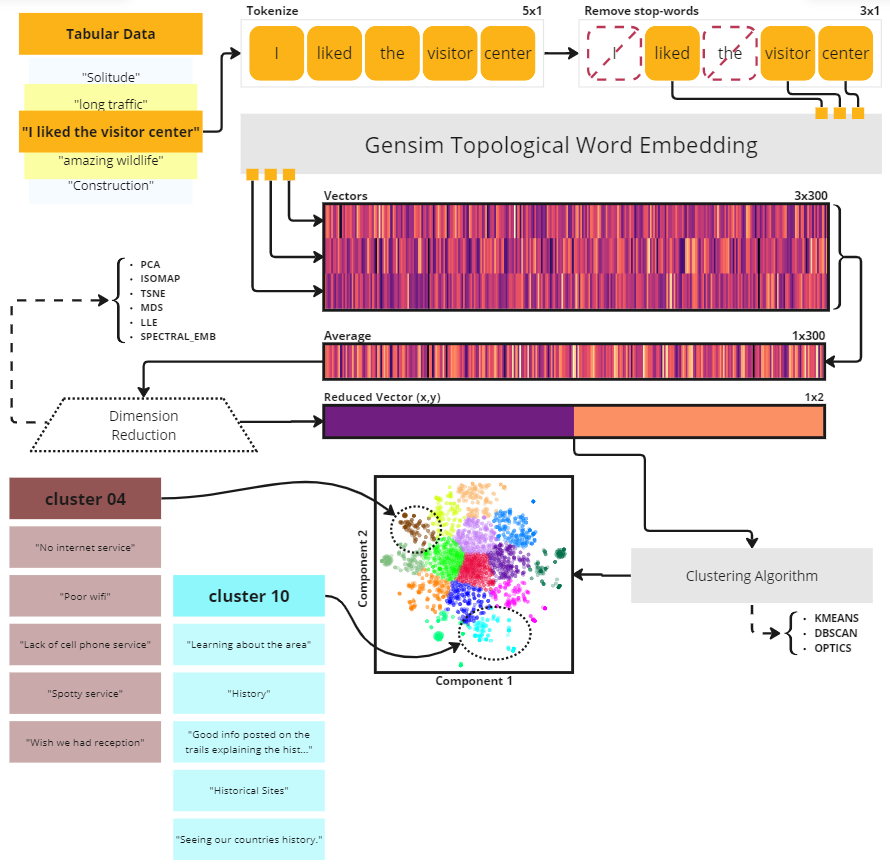 Tabular Data
"Solitude"
"long traffic"
"I liked the visitor center"
"amazing wildlife"
"Construction"
Tokenize 5x1
I liked the visitor center
Remove stop-words 3x1
I liked the visitor center
Gensim Topological Word Embedding
Vectors 3x300
Average 1x300
Reduced Vector (x,y) 1x2
· PCA
· ISOMAP
· TSNE
· MDS
· LLE
· SPECTRAL_EMB
Dimension
Reduction
cluster 04
"No internet service"
"Poor wifi"
"Lack of cell phone service"
"Spotty service"
"Wish we had reception"
cluster 10
"Learning about the area"
"History"
"Good info posted on the
trails explaining the hist..."
"Historical Sites"
"Seeing our countries history."
Component 2
Component 1
Clustering Algorithm
· KMEANS
· DBSCAN
· OPTICS